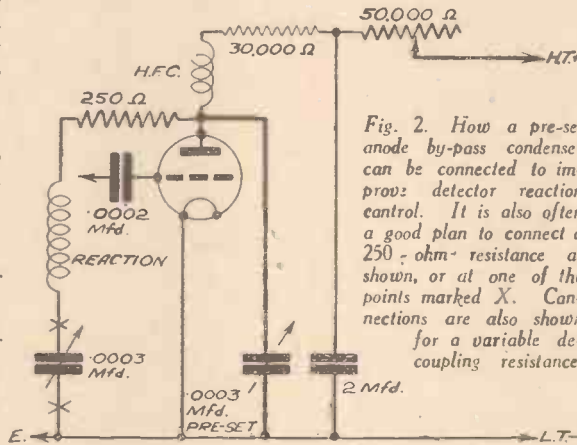 50,000 Ω
30,000 Ω
H.F.C.
H.T.+
250 Ω
.0002
Mfd.
REACTION
.0003
Mfd.
.0003
Mfd.
PRE-SET
2 Mfd.
E.
L.T.-
Fig. 2. How a pre-set
anode by-pass condense
can be connected to im-
prove detector reaction
control. It is also often
a good plan to connect a
250-ohm resistance a
shown, or at one of the
points marked X. Con-
nections are also shown
for a variable de-
coupling resistance